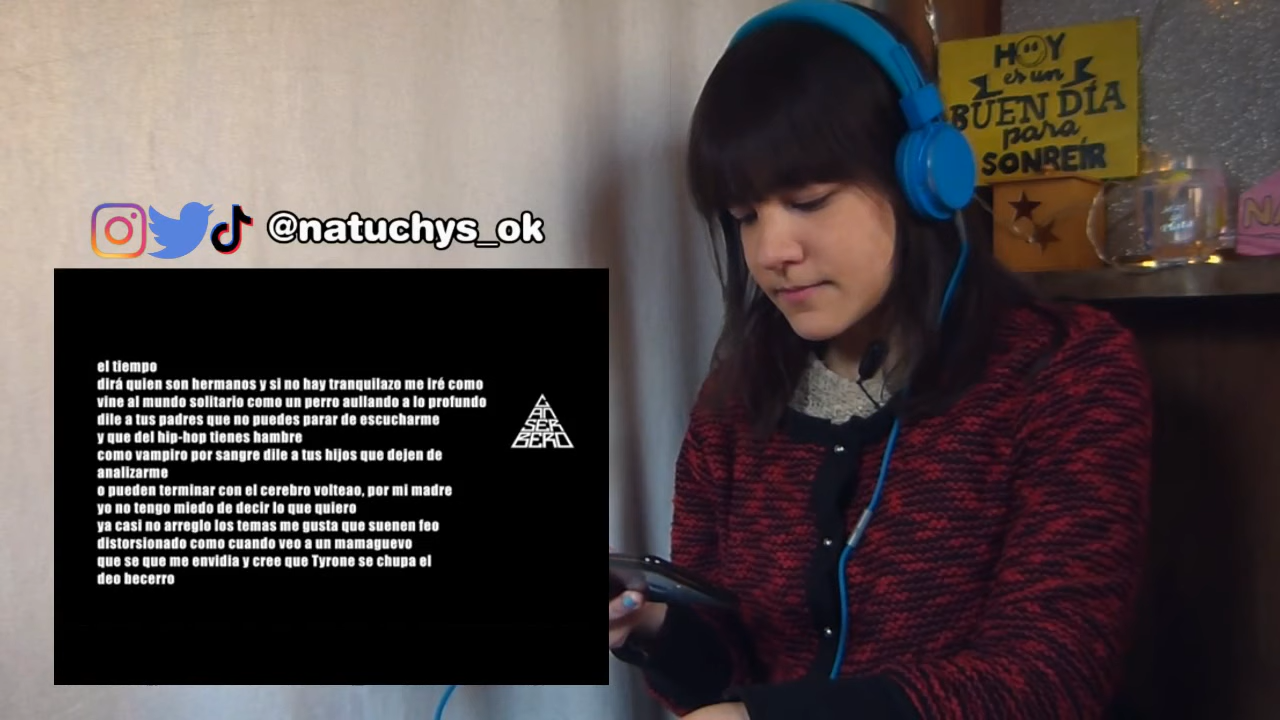 @natuchys_ok
el tiempo
dirá quien son hermanos y si no hay tranquilazo me iré como
vine al mundo solitario como un perro aullando a lo profundo
dile a tus padres que no puedes parar de escucharme
y que del hip-hop tienes hambre
como vampiro por sangre dile a tus hijos que dejen de
analizarme
o pueden terminar con el cerebro volteao, por mi madre
yo no tengo miedo de decir lo que quiero
ya casi no arreglo los temas me gusta que suenen feo
distorsionado como cuando veo a un mamaguevo
que se que me envidia y cree que Tyrone se chupa el
deo becerro
CAN
SER
BERO
HOY
es un
BUEN DÍA
para
SONREÍR
NA